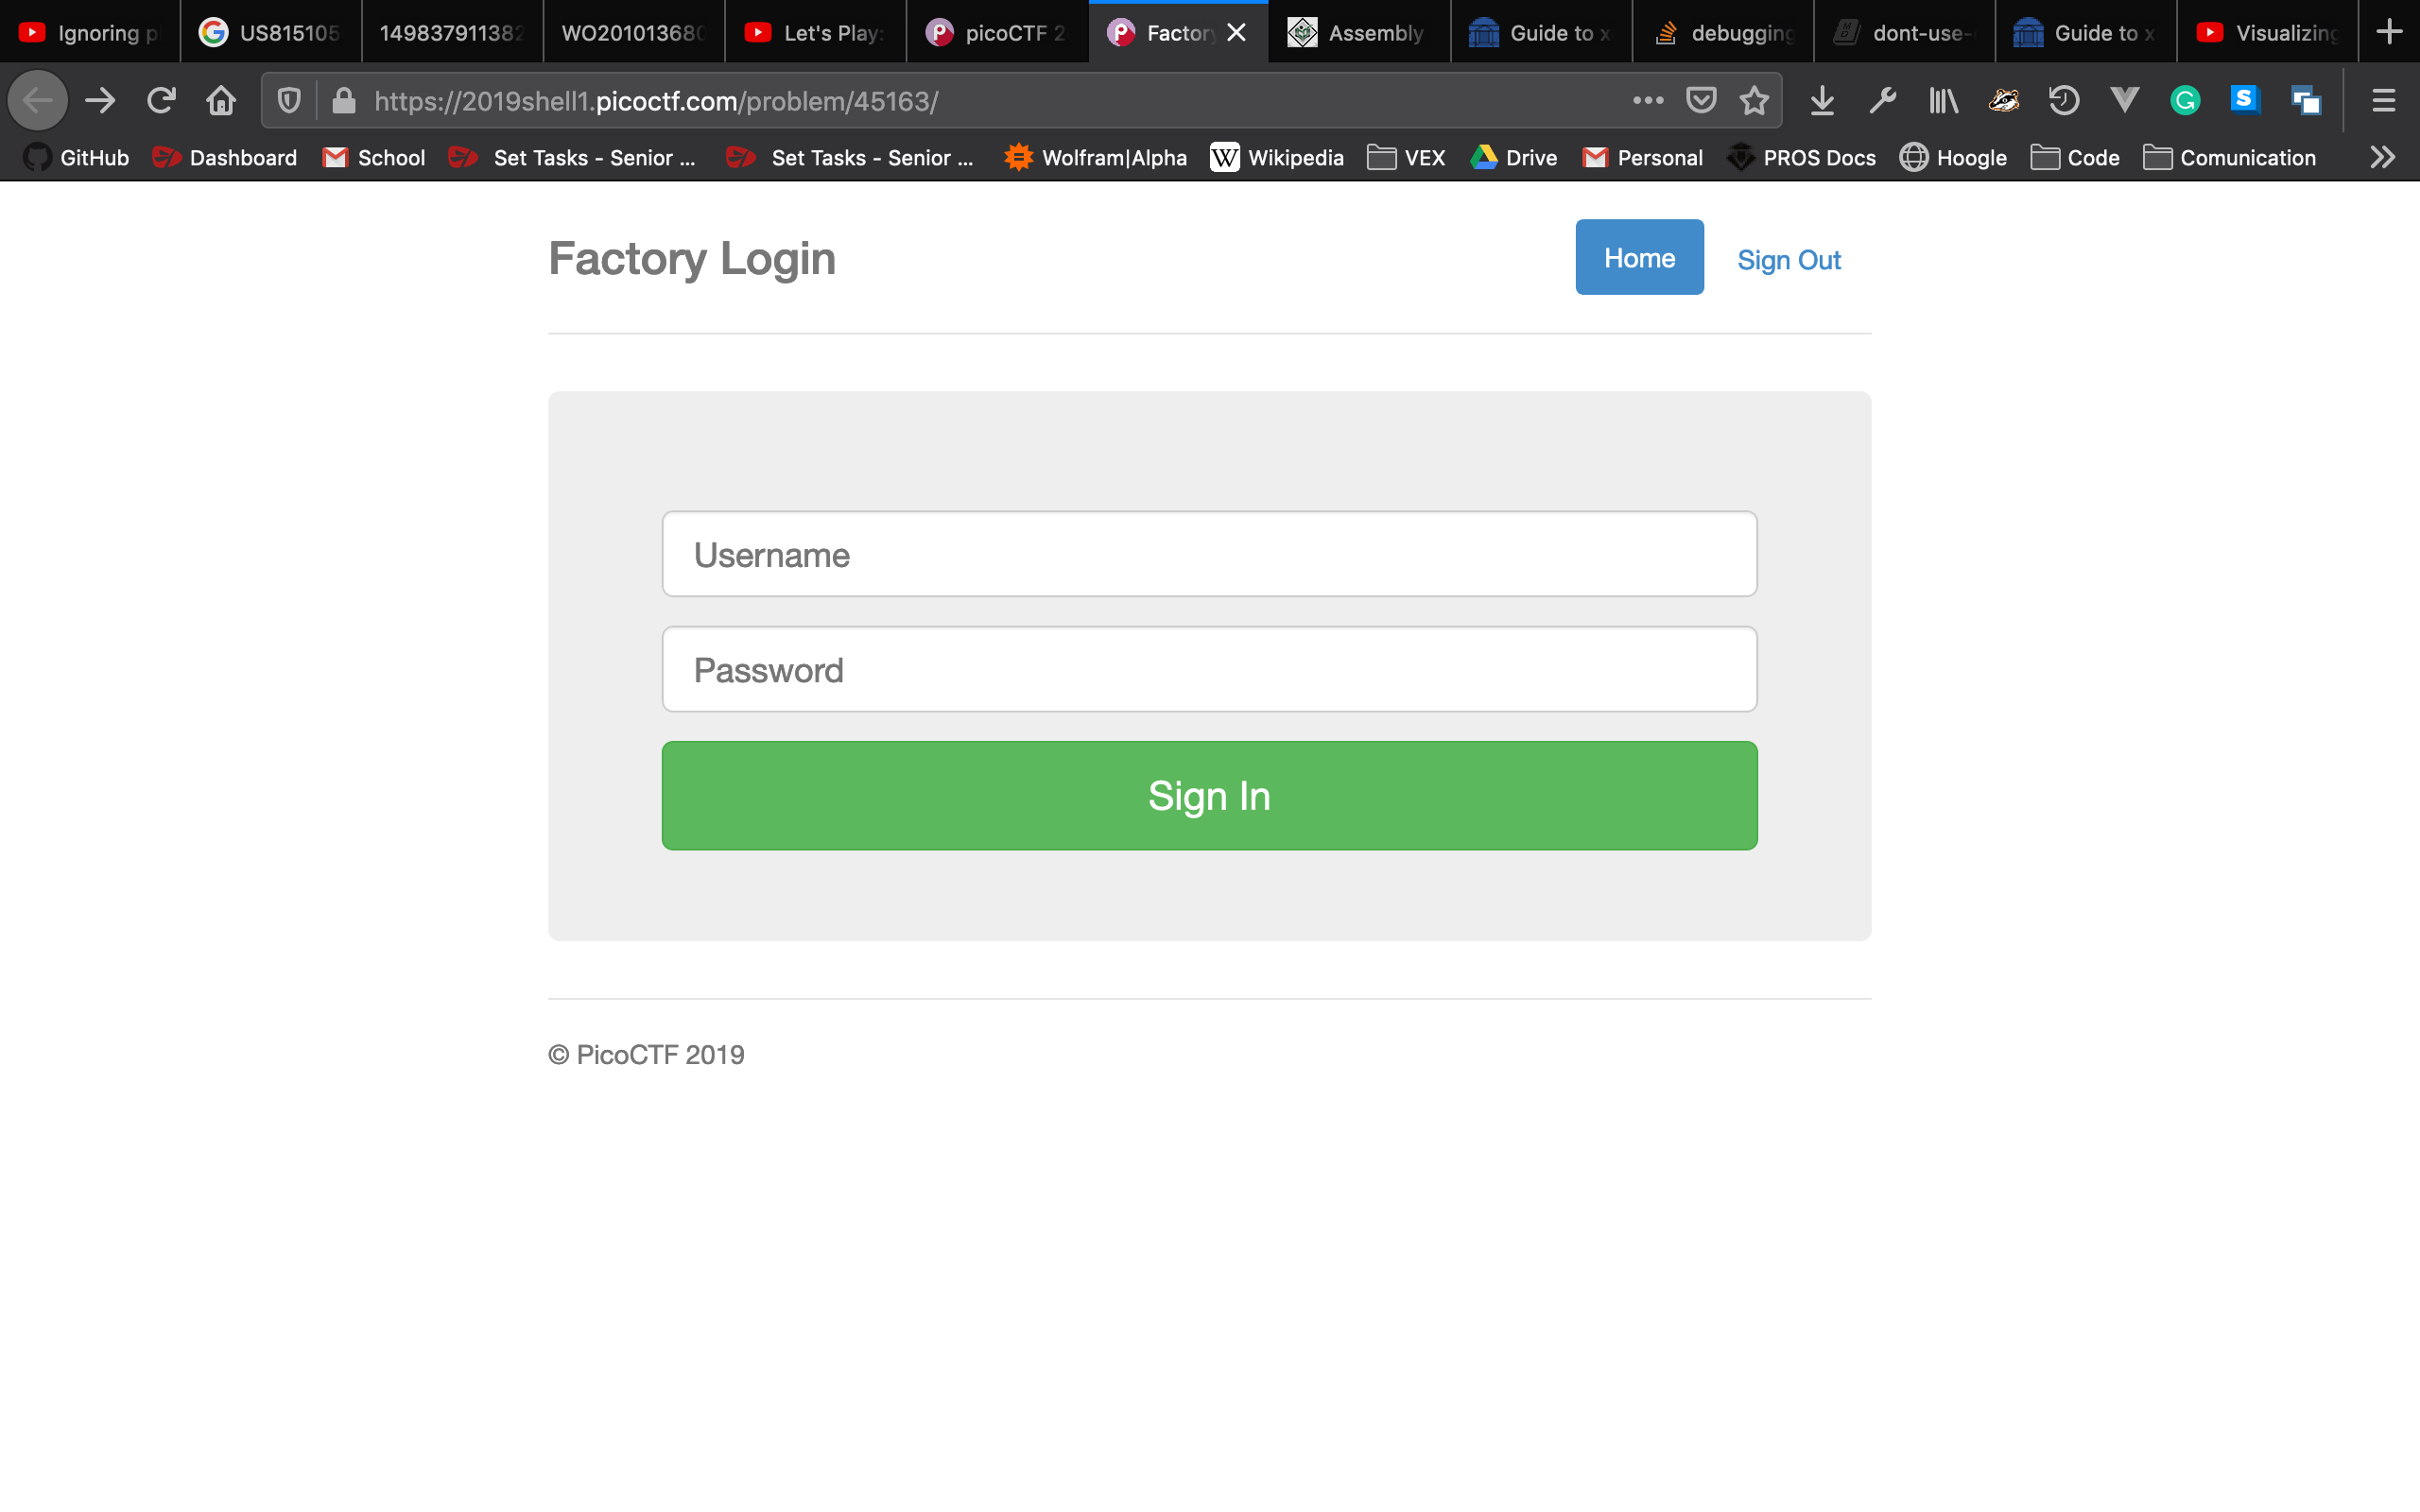 Ignoring p US815105 149837911382 WO201013680 Let's Play: picoCTF 2 Factory Assembly Guide to x debugging dont-use- Guide to x Visualizing
https://2019shell1.picoctf.com/problem/45163/
GitHub Dashboard School Set Tasks - Senior ... Set Tasks - Senior ... Wolfram|Alpha Wikipedia VEX Drive Personal PROS Docs Hoogle Code Comunication
Factory Login Home Sign Out
Username
Password
Sign In
© PicoCTF 2019